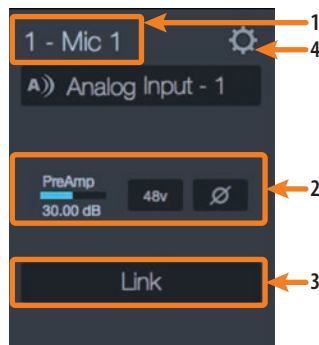 1 - Mic 1
1
4
A)) Analog Input - 1
PreAmp
30.00 dB
48v
Ø
2
Link
3